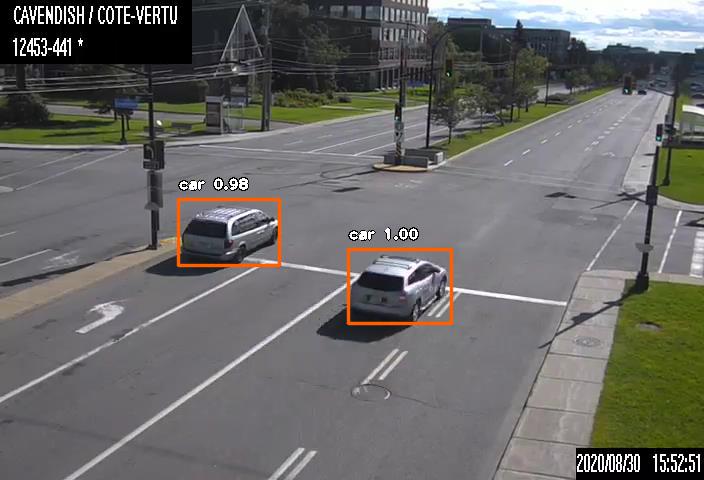 CAVENDISH / COTE-VERTU
12453-441 *
car 0.98
car 1.00
2020/08/30 15:52:51